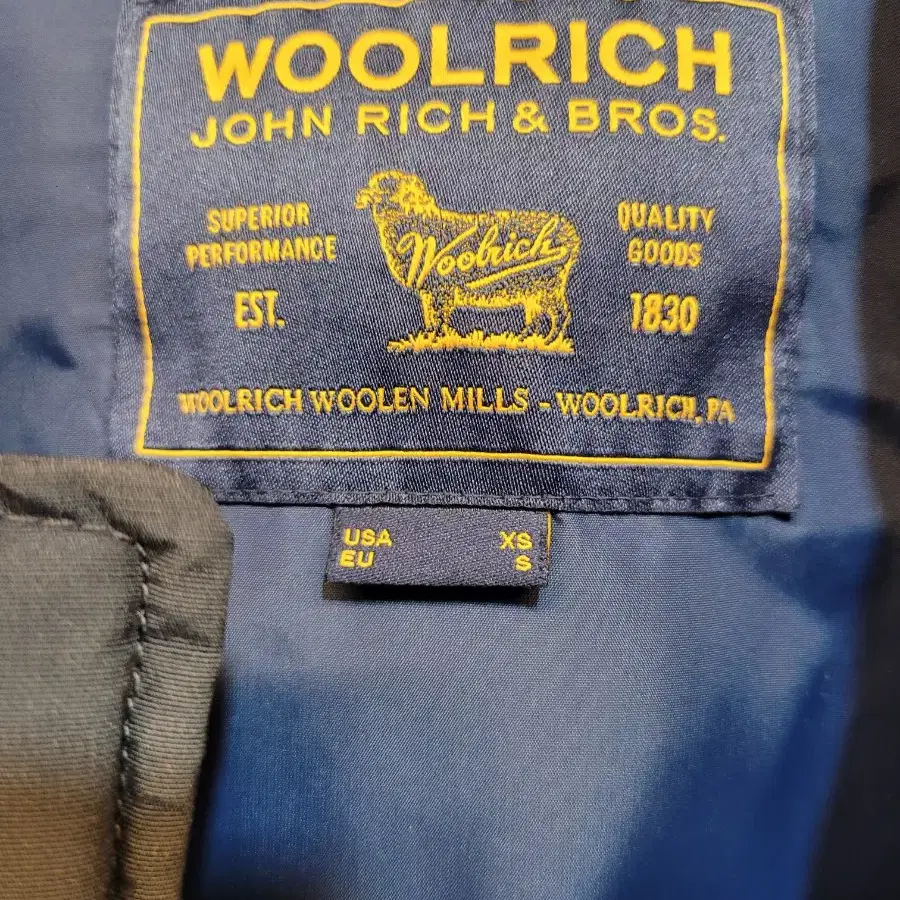 WOOLRICH
JOHN RICH & BROS.
SUPERIOR
PERFORMANCE
EST.
Woolrich
QUALITY
GOODS
1830
WOOLRICH WOOLEN MILLS - WOOLRICH, PA
USA XS
EU S